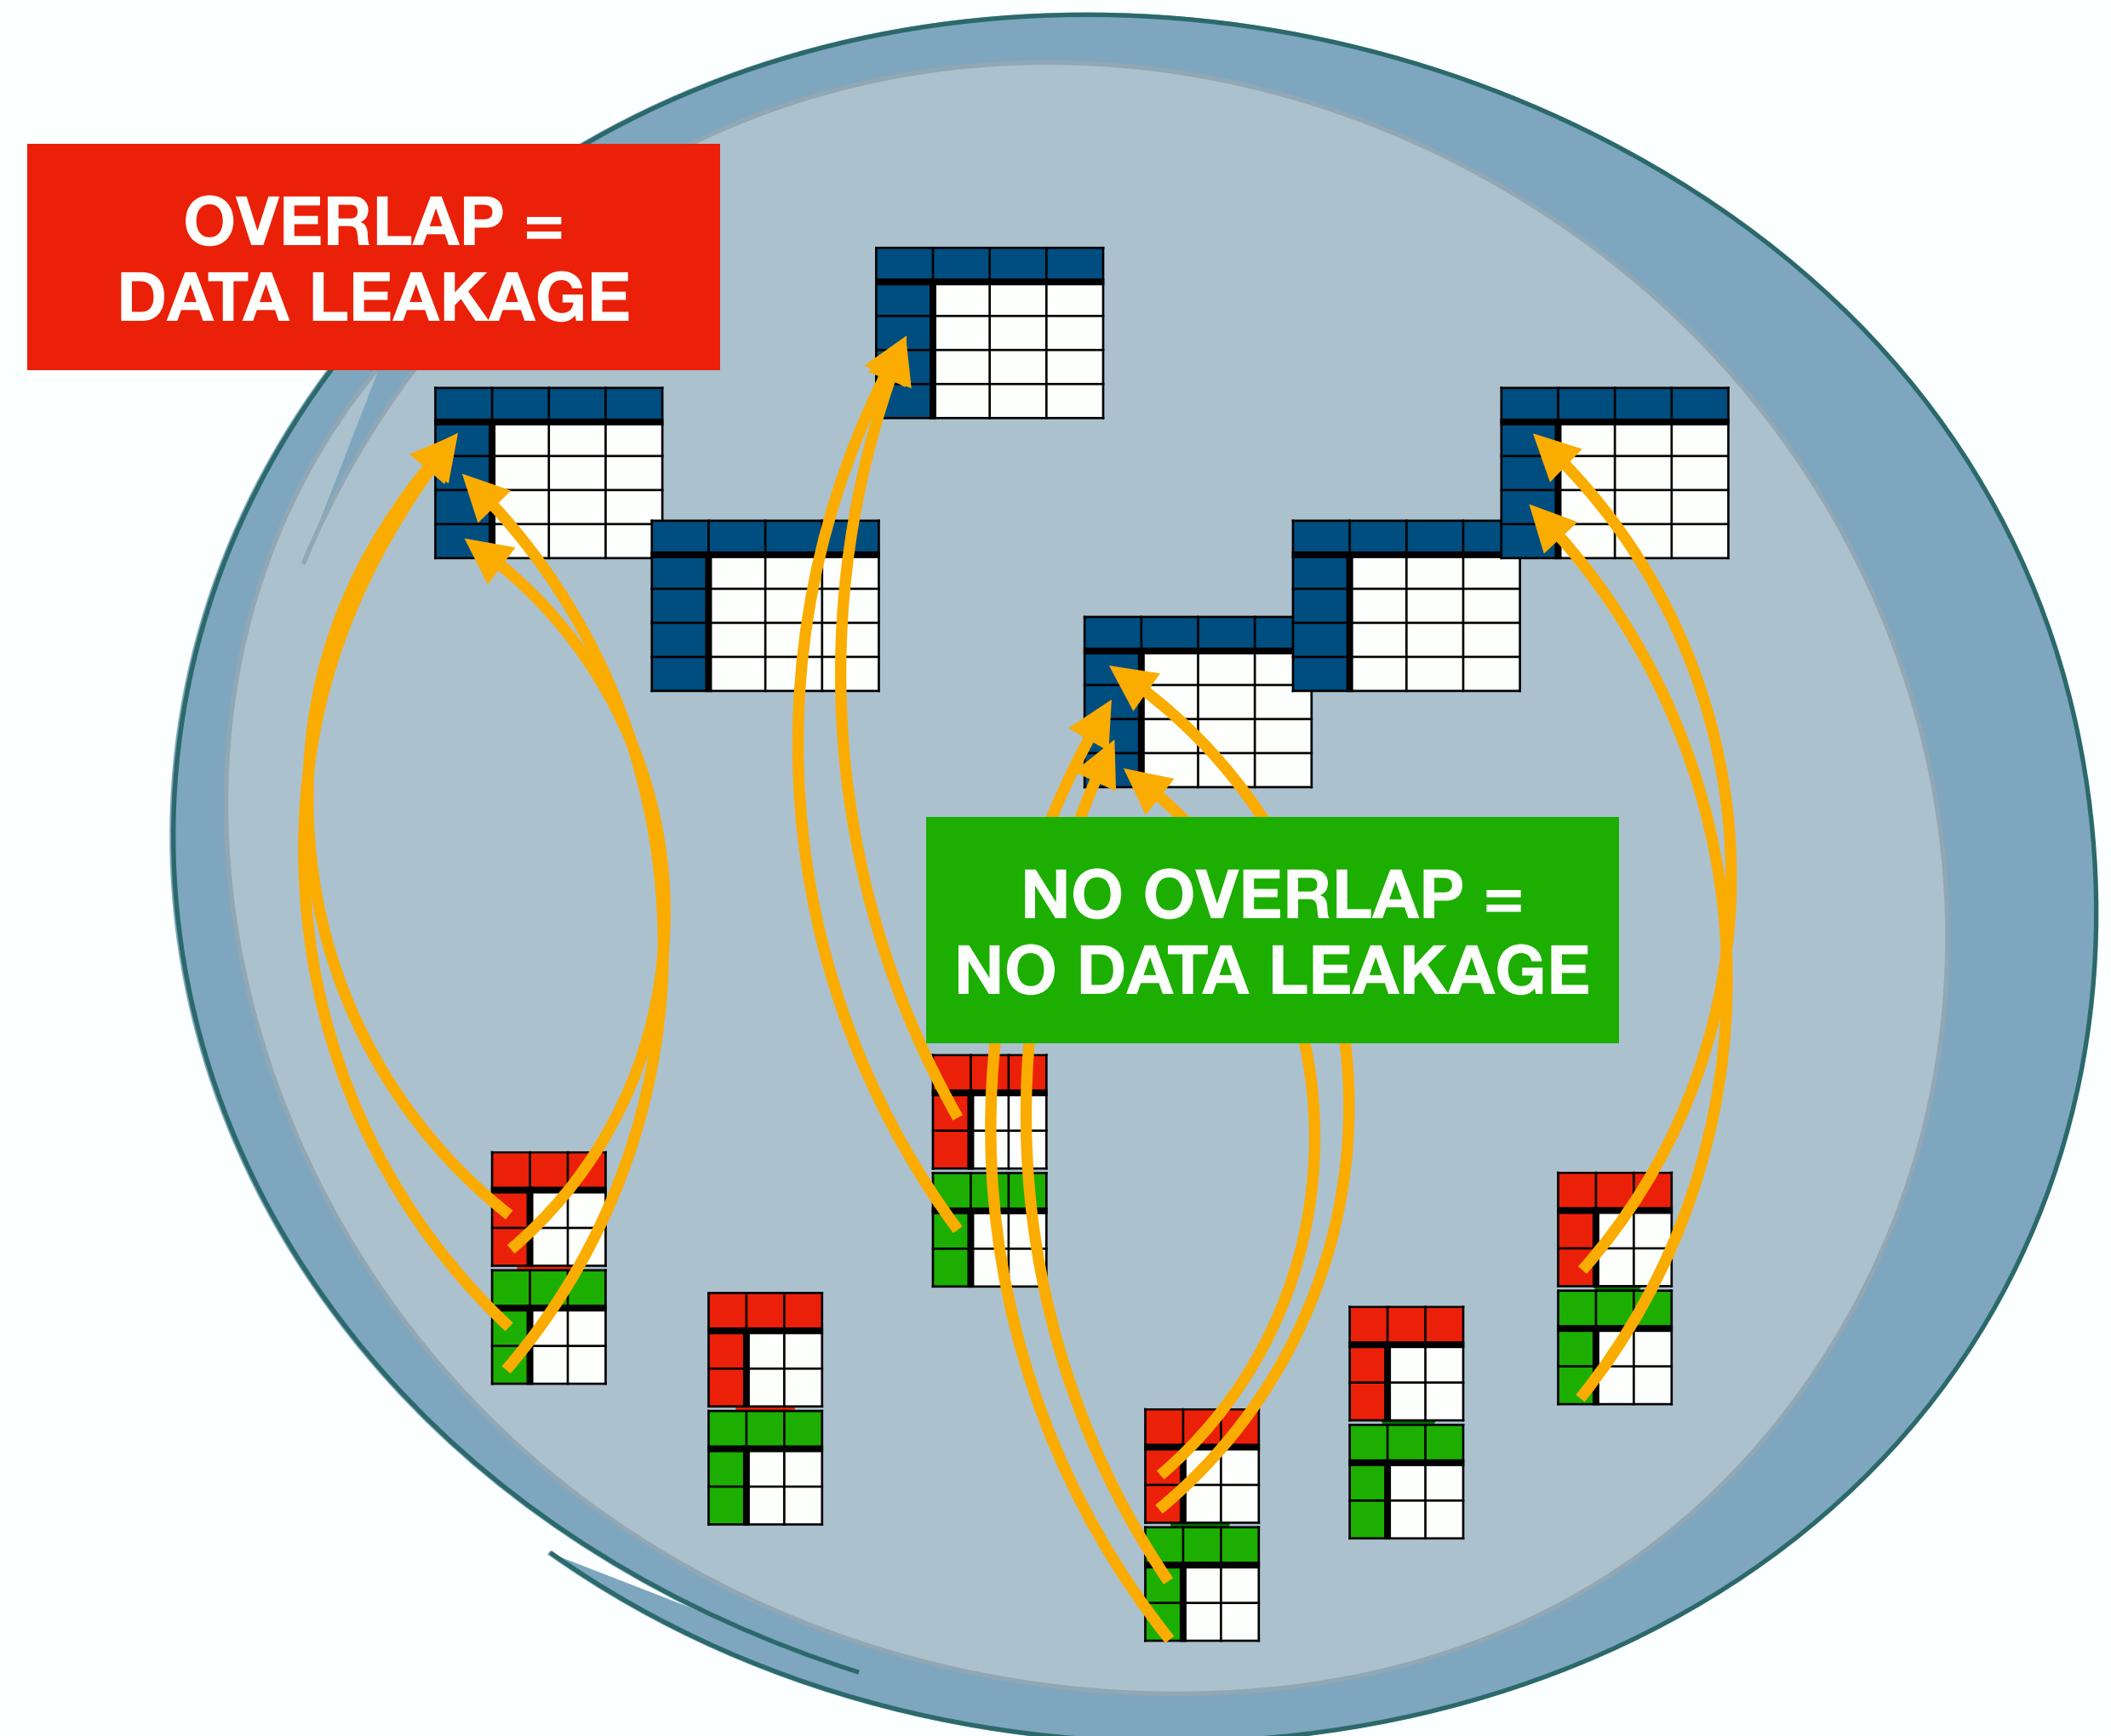 OVERLAP =
DATA LEAKAGE
NO OVERLAP =
NO DATA LEAKAGE